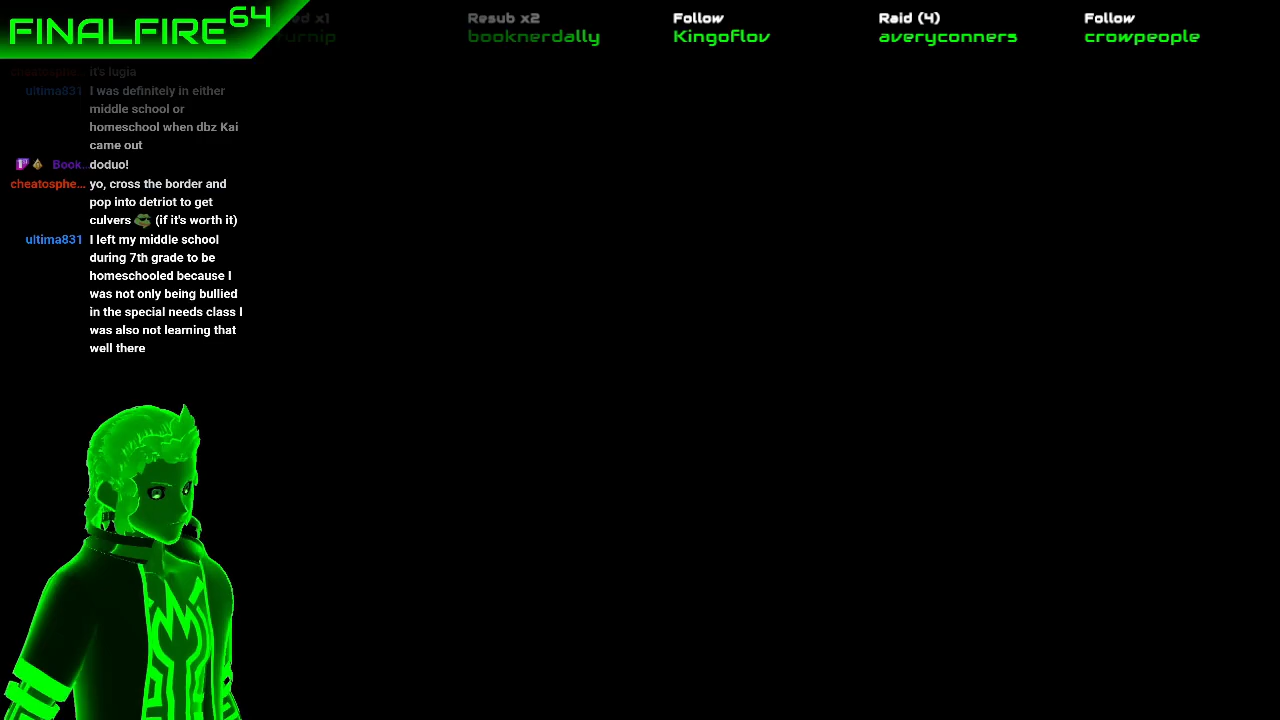 FINALFIRE64
Resub x2
Follow
Raid (4)
Follow
booknerdally
Kingoflov
averyconners
crowpeople
it's lugia
ultima831 I was definitely in either
middle school or
homeschool when dbz Kai
came out
Book... doduo!
cheatosphe... yo, cross the border and
pop into detriot to get
culvers (if it's worth it)
ultima831 I left my middle school
during 7th grade to be
homeschooled because I
was not only being bullied
in the special needs class I
was also not learning that
well there